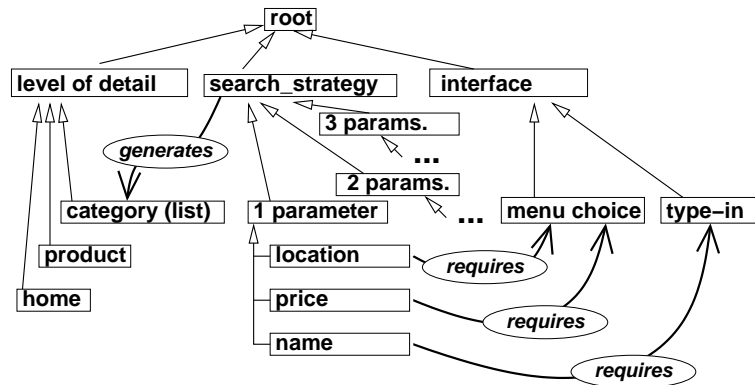 root
level of detail
search_strategy
interface
3 params.
generates
...
2 params.
category (list)
1 parameter
...
menu choice
type−in
product
location
requires
home
price
requires
name
requires